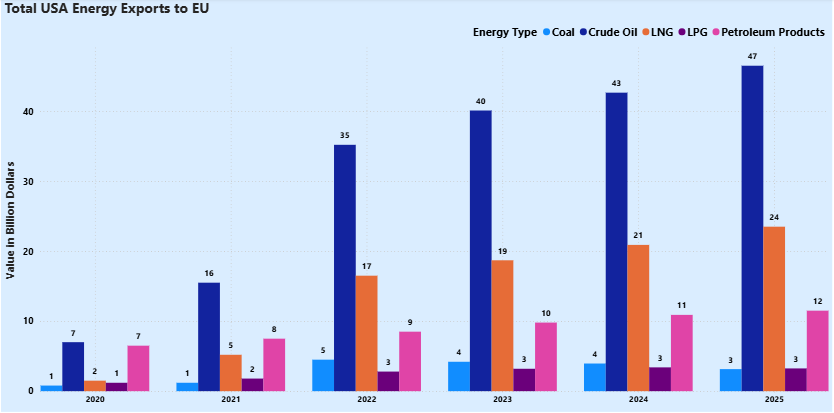 Total USA Energy Exports to EU
Energy Type Coal Crude Oil LNG LPG Petroleum Products
Value in Billion Dollars
40
30
20
10
0
1 7 2 1 7
1 16 5 2 8
5 35 17 3 9
4 40 19 3 10
4 43 21 3 11
3 47 24 3 12
2020 2021 2022 2023 2024 2025